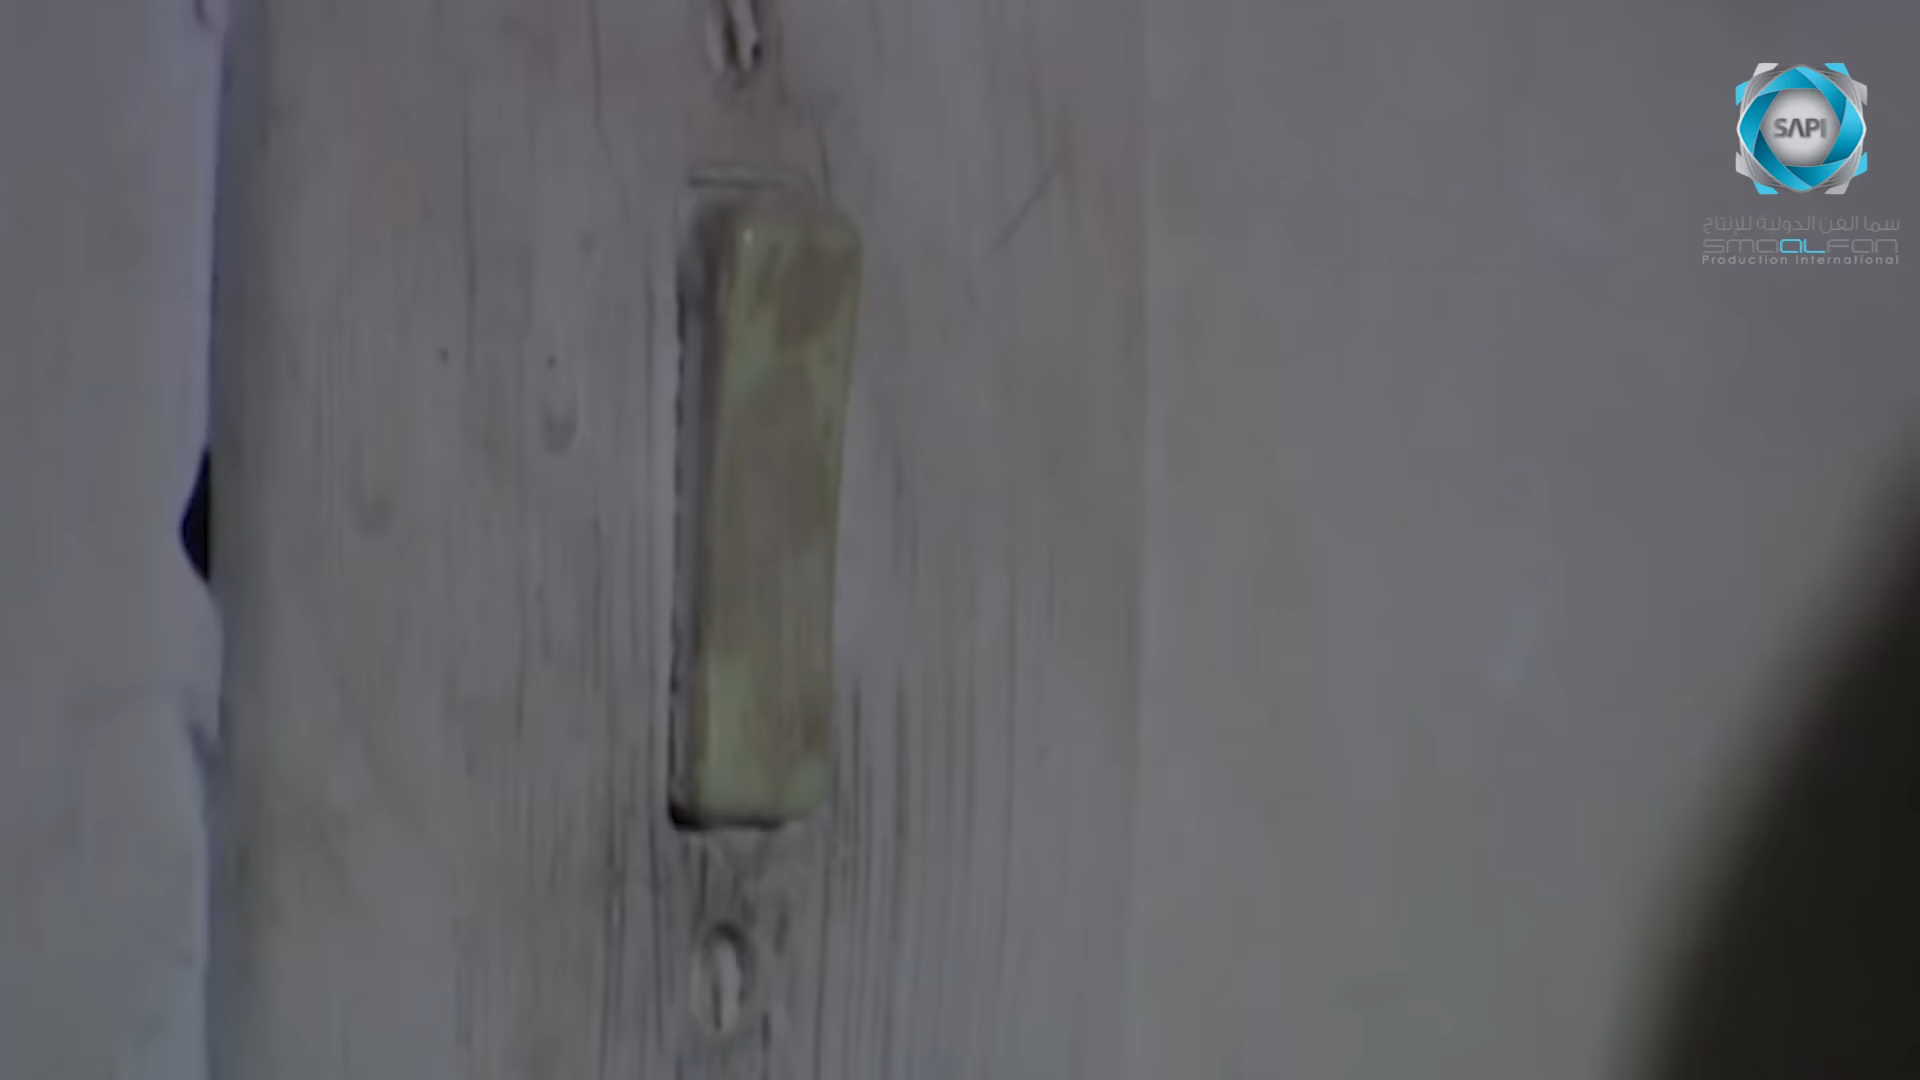 SAPI
سما الفن الدولية للإنتاج
SMAALFAN
Production International